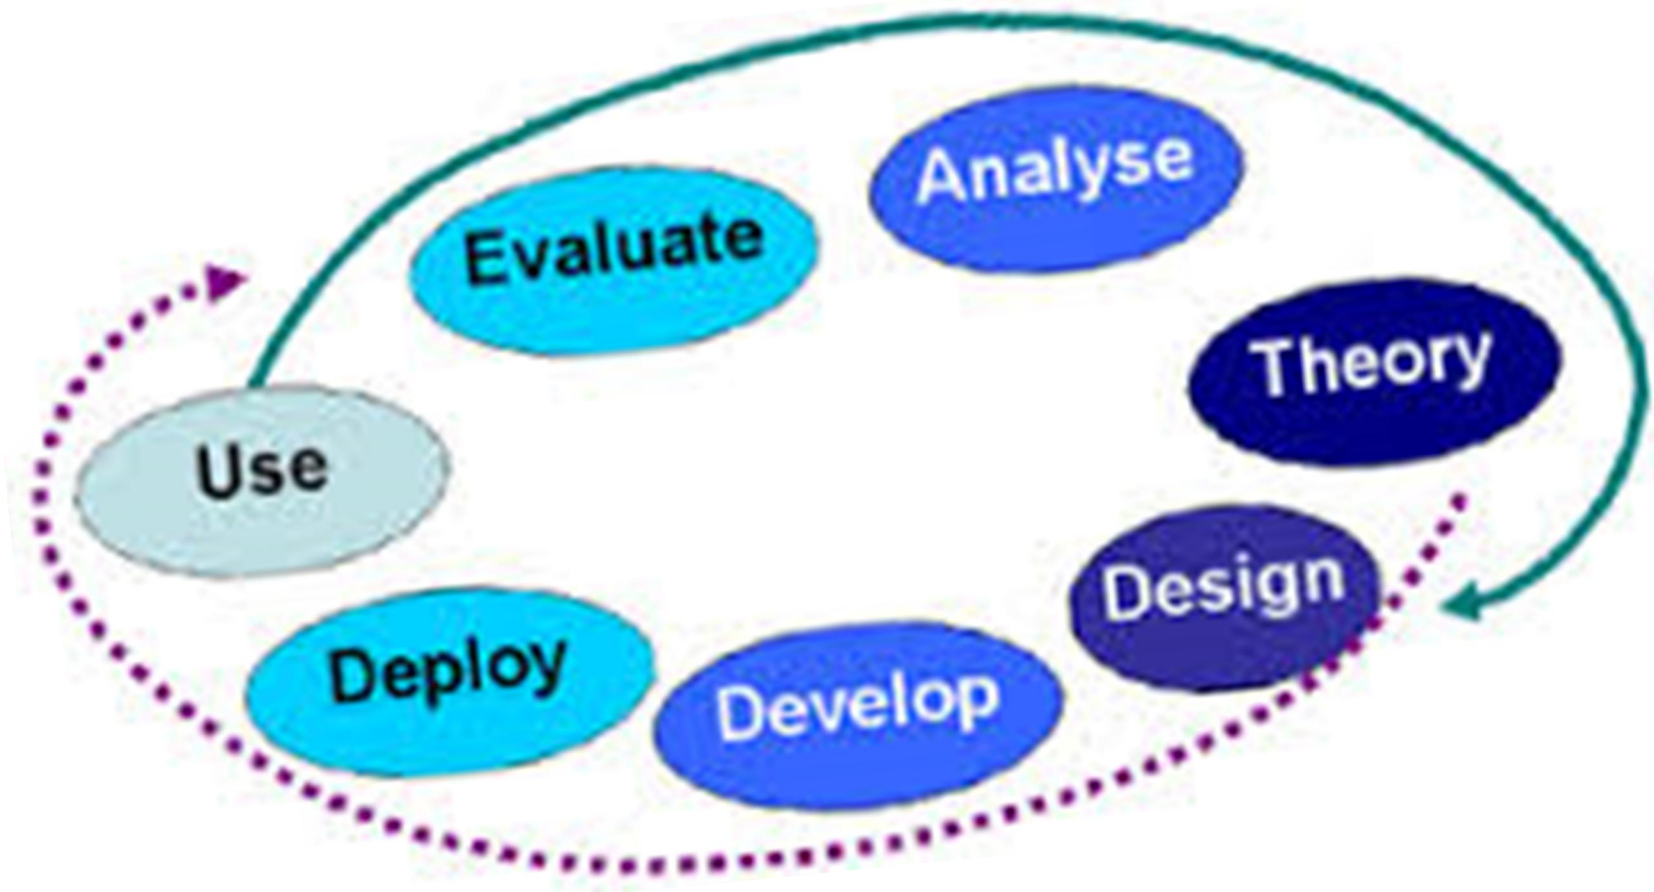 Analyse
Evaluate
Theory
Use
Design
Deploy
Develop